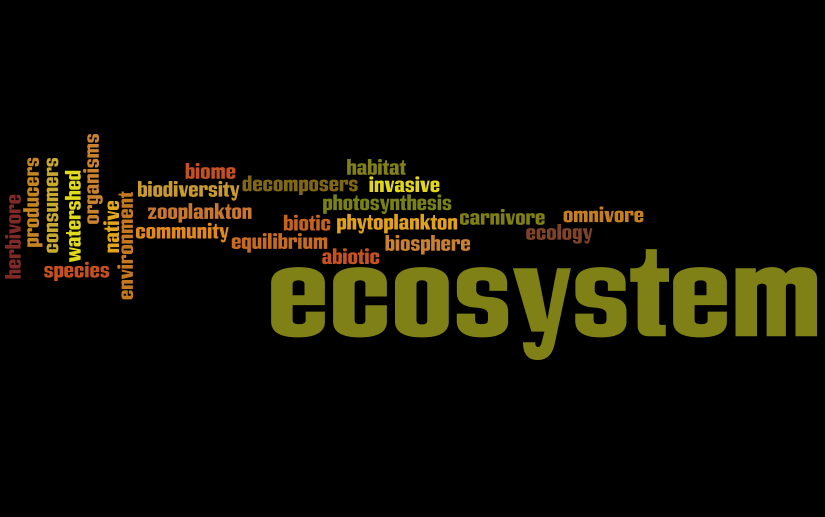 herbivore
producers
consumers
watershed
organisms
native
environment
species
biome
biodiversity
decomposers
habitat
invasive
photosynthesis
zooplankton
biotic
phytoplankton
carnivore
omnivore
community
equilibrium
biosphere
ecology
abiotic
ecosystem